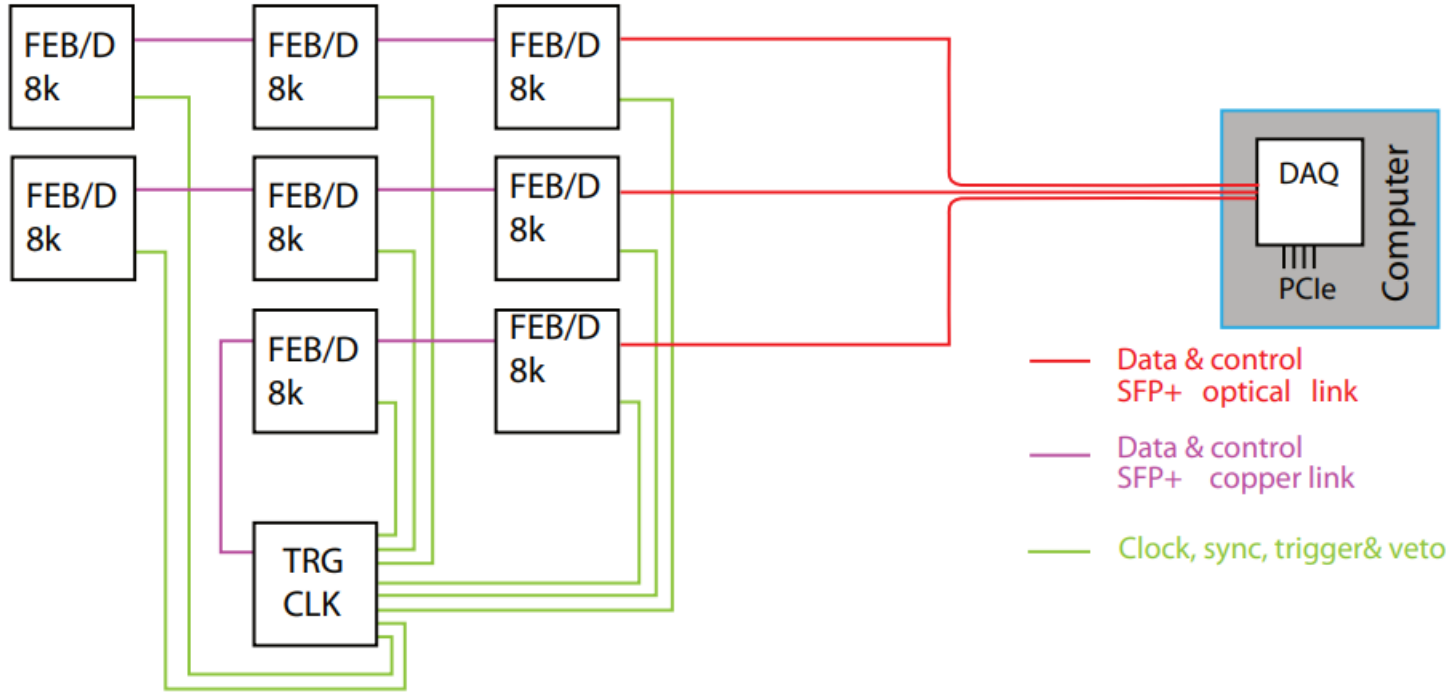 FEB/D
8k
FEB/D
8k
FEB/D
8k
FEB/D
8k
FEB/D
8k
FEB/D
8k
FEB/D
8k
FEB/D
8k
TRG
CLK
DAQ
PCIe
Computer
Data & control
SFP+ optical link
Data & control
SFP+ copper link
Clock, sync, trigger& veto